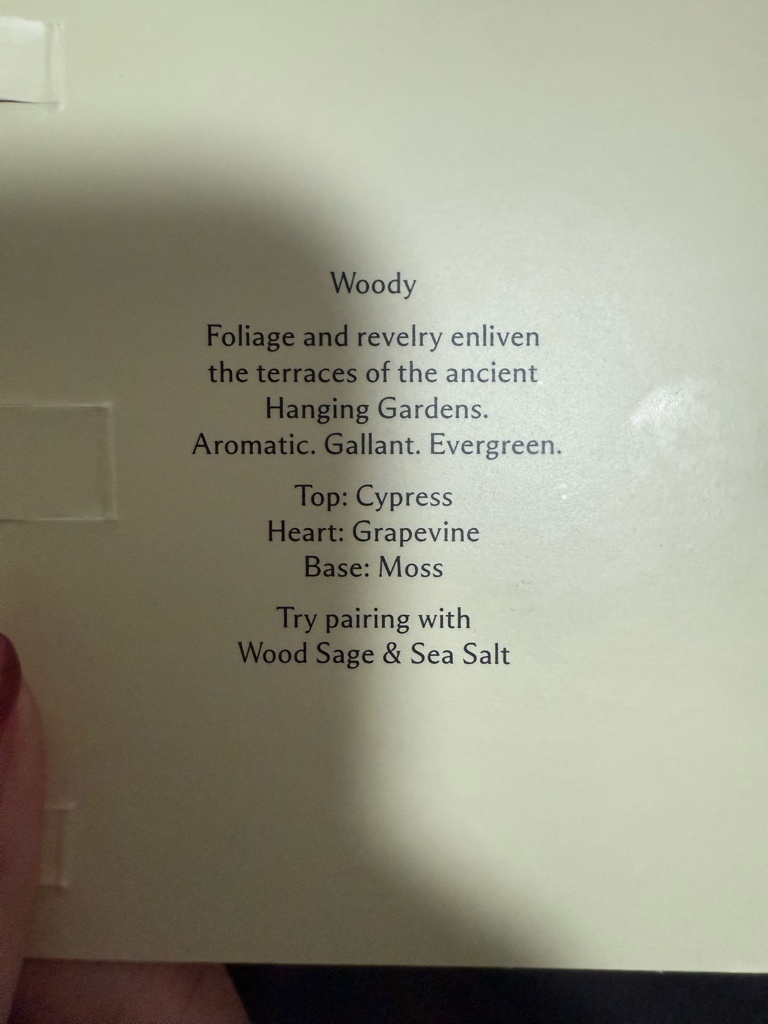 Woody
Foliage and revelry enliven
the terraces of the ancient
Hanging Gardens.
Aromatic. Gallant. Evergreen.
Top: Cypress
Heart: Grapevine
Base: Moss
Try pairing with
Wood Sage & Sea Salt